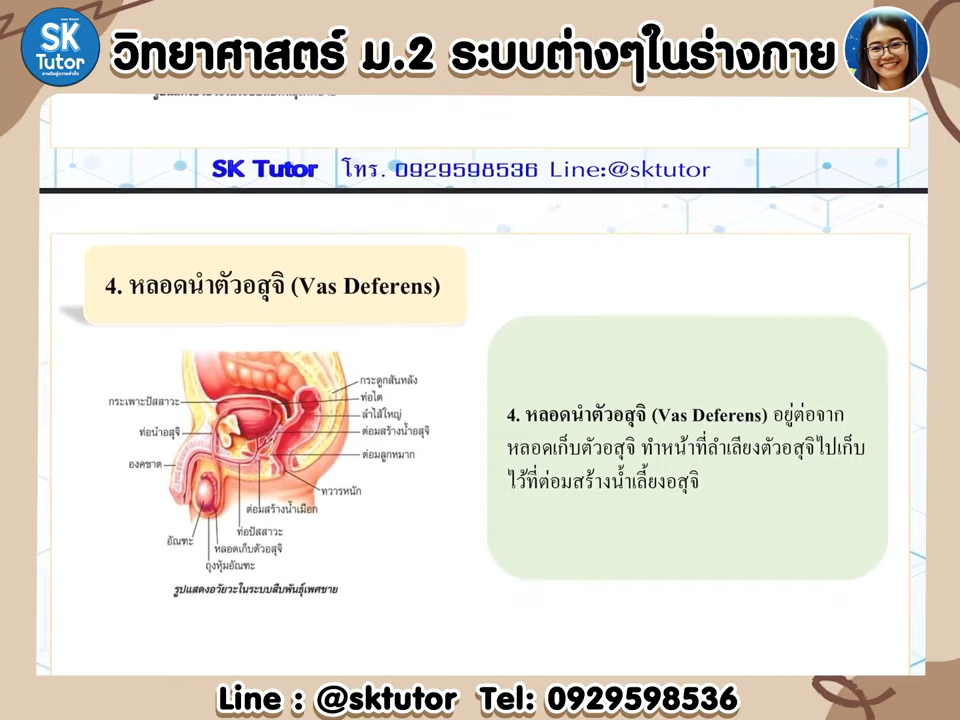 SK
Tutor
วิทยาศาสตร์ ม.2 ระบบต่างๆในร่างกาย
SK Tutor โทร. 0929598536 Line:@sktutor
4. หลอดนำตัวอสุจิ (Vas Deferens)
กระดูกสันหลัง
กระเพาะปัสสาวะ
ท่อไต
ลำไส้ใหญ่
ท่อนำอสุจิ
ต่อมสร้างน้ำอสุจิ
ต่อมลูกหมาก
องคชาต
ทวารหนัก
ต่อมสร้างน้ำเมือก
ท่อปัสสาวะ
อัณฑะ
หลอดเก็บตัวอสุจิ
ถุงหุ้มอัณฑะ
รูปแสดงอวัยวะในระบบสืบพันธุ์เพศชาย
4. หลอดนำตัวอสุจิ (Vas Deferens) อยู่ต่อจาก
หลอดเก็บตัวอสุจิ ทำหน้าที่ลำเลียงตัวอสุจิไปเก็บ
ไว้ที่ต่อมสร้างน้ำเลี้ยงอสุจิ
Line : @sktutor Tel: 0929598536